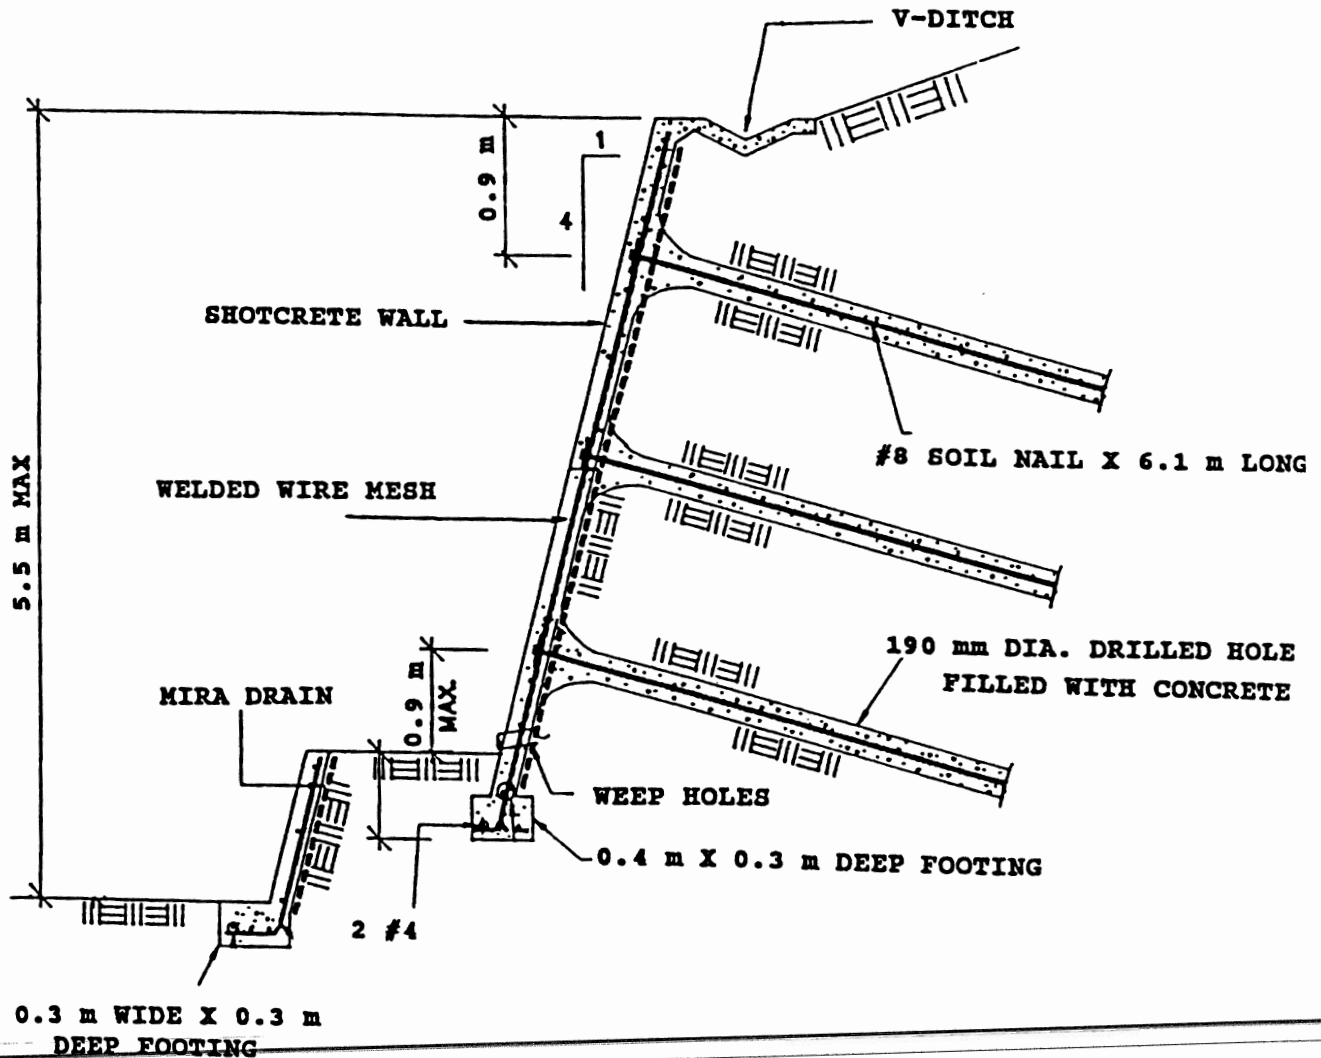 V-DITCH
1
0.9 m
4
SHOTCRETE WALL
#8 SOIL NAIL X 6.1 m LONG
WELDED WIRE MESH
5.5 m MAX
190 mm DIA. DRILLED HOLE
FILLED WITH CONCRETE
0.9 m
MAX.
MIRA DRAIN
WEEP HOLES
0.4 m X 0.3 m DEEP FOOTING
2 #4
0.3 m WIDE X 0.3 m
DEEP FOOTING